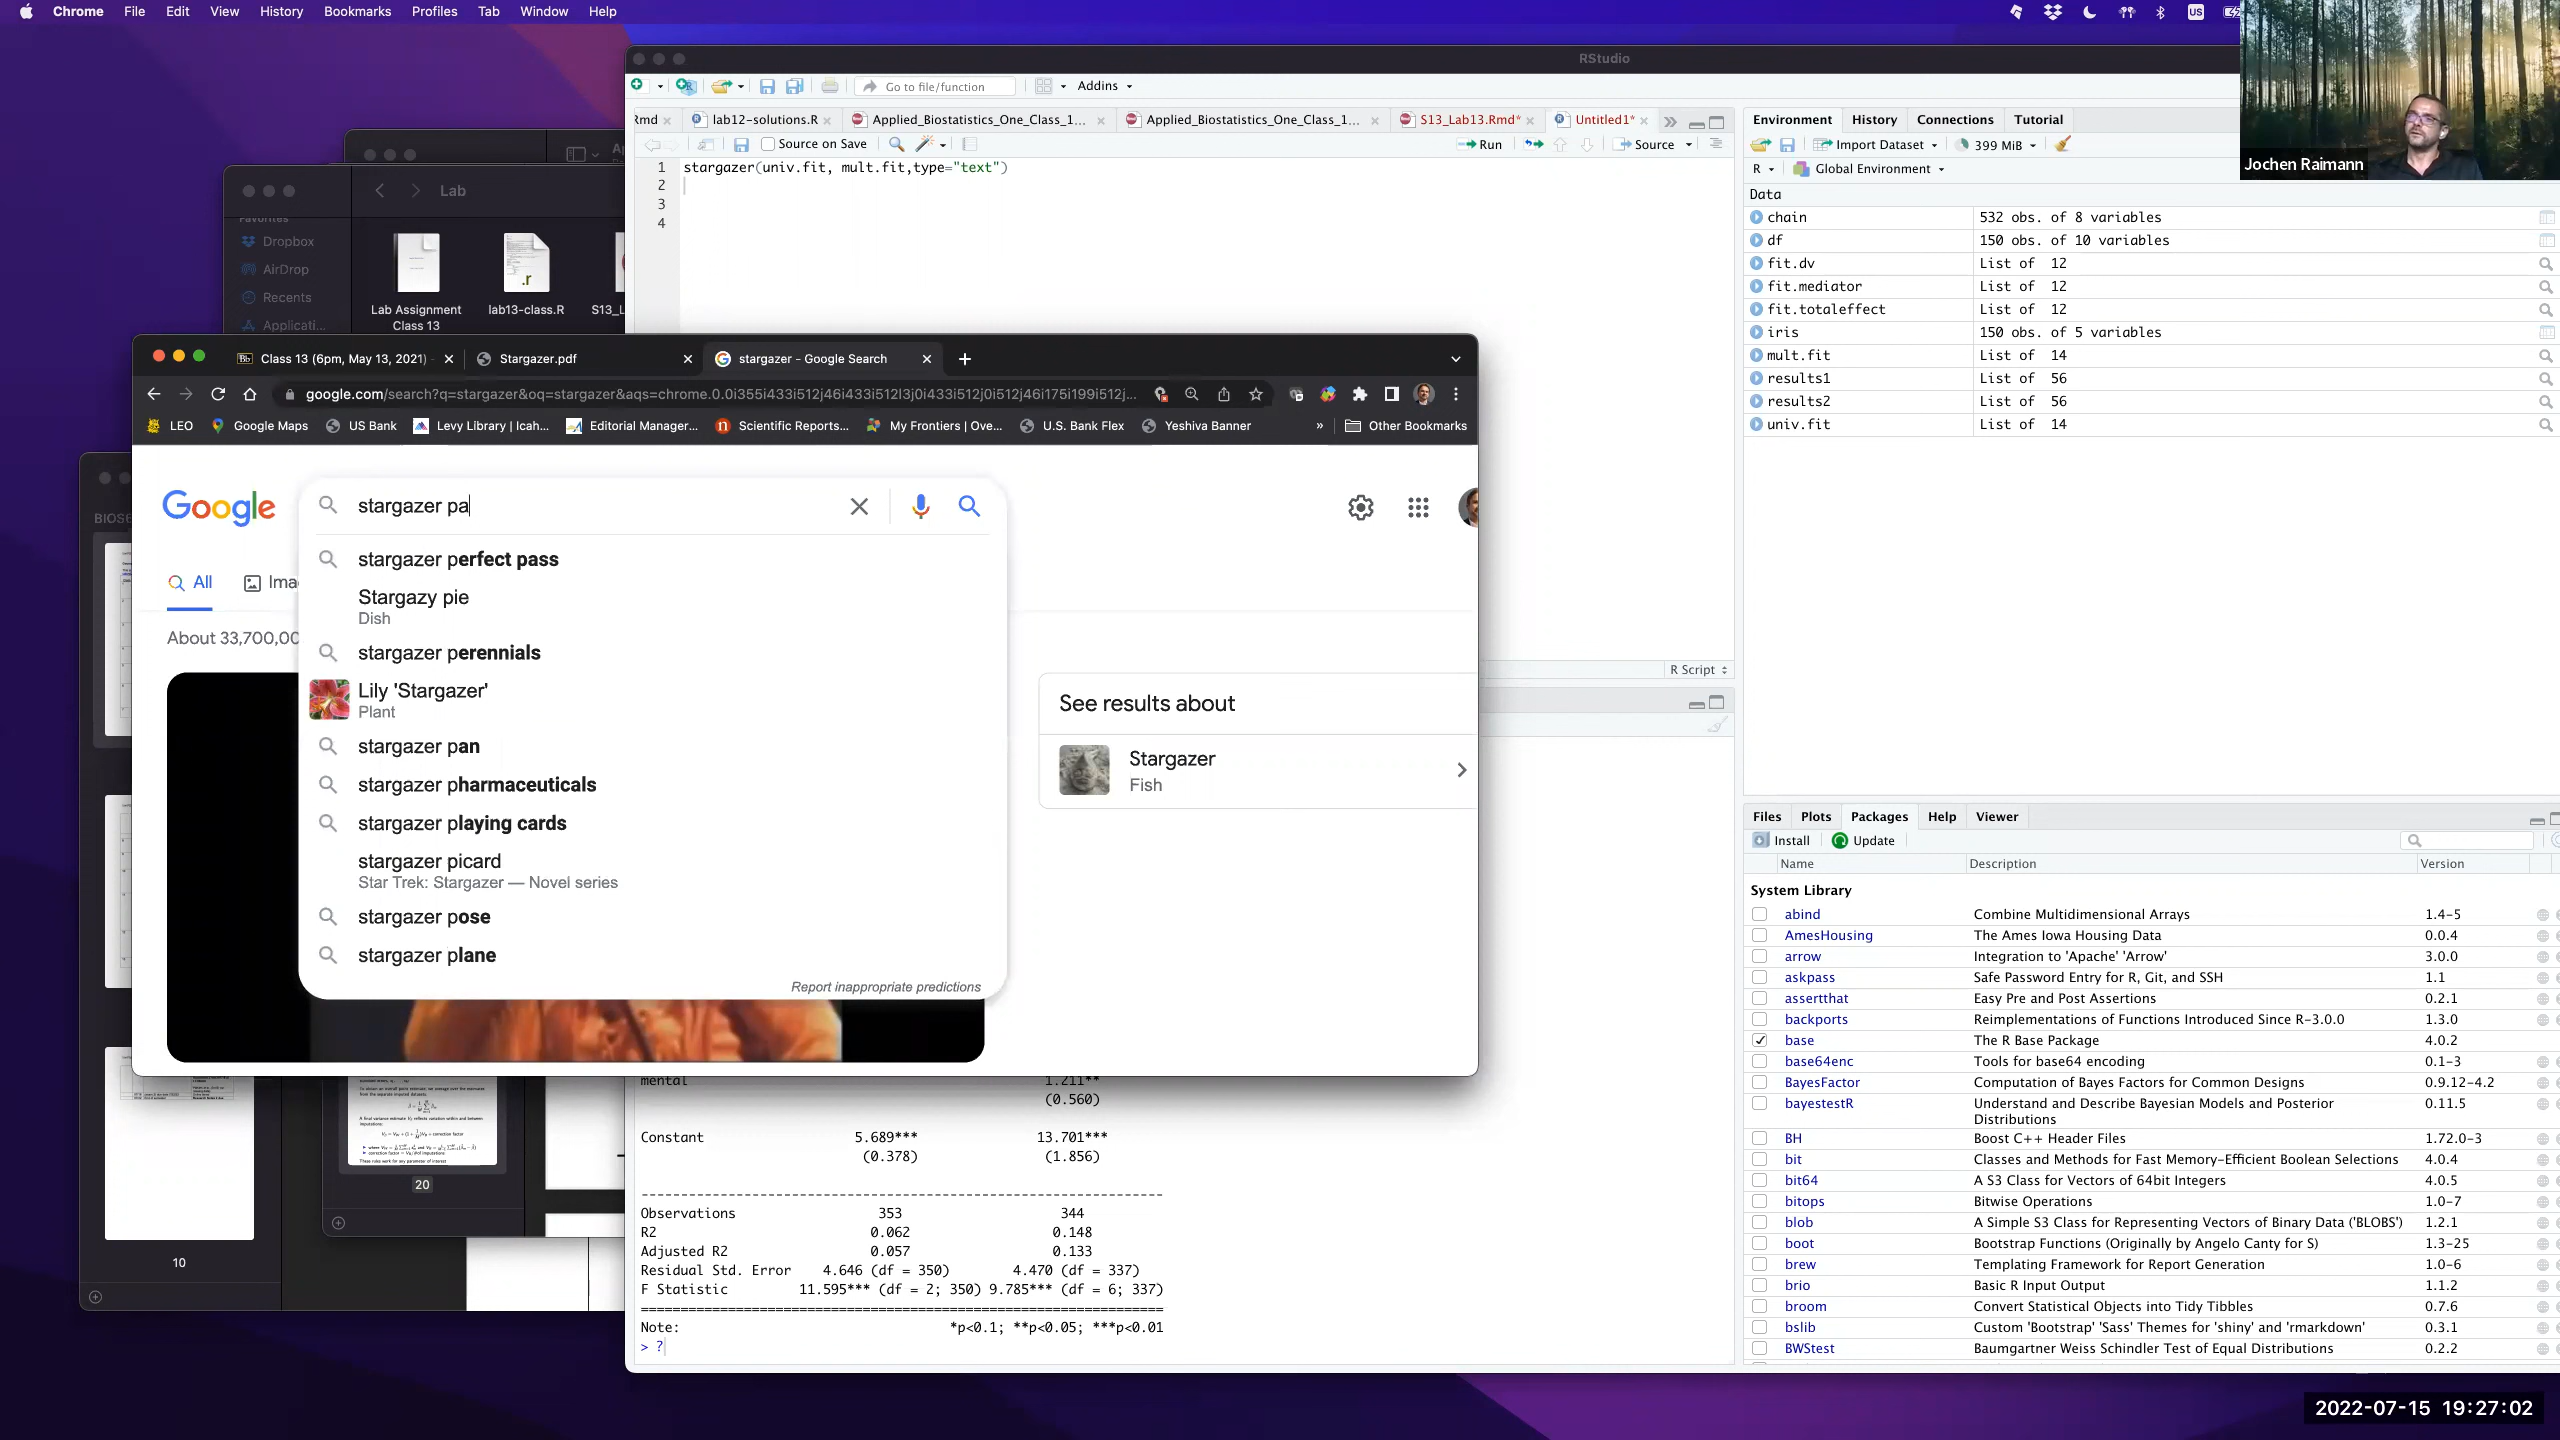 Chrome File Edit View History Bookmarks Profiles Tab Window Help
US
RStudio
Go to file/function
Addins
Rmd
lab12-solutions.R
Applied_Biostatistics_One_Class_1...
Applied_Biostatistics_One_Class_1...
S13_Lab13.Rmd*
Untitled1*
Source on Save
Run
Source
1 stargazer(univ.fit, mult.fit,type="text")
2
3
4
R Script
Environment History Connections Tutorial
Import Dataset
399 MiB
R
Global Environment
Data
chain 532 obs. of 8 variables
df 150 obs. of 10 variables
fit.dv List of 12
fit.mediator List of 12
fit.totaleffect List of 12
iris 150 obs. of 5 variables
mult.fit List of 14
results1 List of 56
results2 List of 56
univ.fit List of 14
Jochen Raimann
Lab
Favorites
Dropbox
AirDrop
Recents
Applicati...
Lab Assignment
Class 13
lab13-class.R
S13_L
Class 13 (6pm, May 13, 2021)
Stargazer.pdf
stargazer - Google Search
google.com/search?q=stargazer&oq=stargazer&aqs=chrome.0.0i355i433i512j46i433i512l3j0i433i512j0i512j46i175i199i512j...
LEO
Google Maps
US Bank
Levy Library | Icah...
Editorial Manager...
Scientific Reports...
My Frontiers | Ove...
U.S. Bank Flex
Yeshiva Banner
»
Other Bookmarks
Google
stargazer pa
stargazer perfect pass
Stargazy pie
Dish
stargazer perennials
Lily 'Stargazer'
Plant
stargazer pan
stargazer pharmaceuticals
stargazer playing cards
stargazer picard
Star Trek: Stargazer — Novel series
stargazer pose
stargazer plane
Report inappropriate predictions
All
Ima
About 33,700,00
See results about
Stargazer
Fish
BIOS
20
10
mental 1.211**
(0.560)
Constant 5.689*** 13.701***
(0.378) (1.856)
------------------------------------------------------------------
Observations 353 344
R2 0.062 0.148
Adjusted R2 0.057 0.133
Residual Std. Error 4.646 (df = 350) 4.470 (df = 337)
F Statistic 11.595*** (df = 2; 350) 9.785*** (df = 6; 337)
==================================================================
Note: *p<0.1; **p<0.05; ***p<0.01
> ?
Files Plots Packages Help Viewer
Install
Update
Name Description Version
System Library
abind Combine Multidimensional Arrays 1.4-5
AmesHousing The Ames Iowa Housing Data 0.0.4
arrow Integration to 'Apache' 'Arrow' 3.0.0
askpass Safe Password Entry for R, Git, and SSH 1.1
assertthat Easy Pre and Post Assertions 0.2.1
backports Reimplementations of Functions Introduced Since R-3.0.0 1.3.0
base The R Base Package 4.0.2
base64enc Tools for base64 encoding 0.1-3
BayesFactor Computation of Bayes Factors for Common Designs 0.9.12-4.2
bayestestR Understand and Describe Bayesian Models and Posterior 0.11.5
Distributions
BH Boost C++ Header Files 1.72.0-3
bit Classes and Methods for Fast Memory-Efficient Boolean Selections 4.0.4
bit64 A S3 Class for Vectors of 64bit Integers 4.0.5
bitops Bitwise Operations 1.0-7
blob A Simple S3 Class for Representing Vectors of Binary Data ('BLOBS') 1.2.1
boot Bootstrap Functions (Originally by Angelo Canty for S) 1.3-25
brew Templating Framework for Report Generation 1.0-6
brio Basic R Input Output 1.1.2
broom Convert Statistical Objects into Tidy Tibbles 0.7.6
bslib Custom 'Bootstrap' 'Sass' Themes for 'shiny' and 'rmarkdown' 0.3.1
BWStest Baumgartner Weiss Schindler Test of Equal Distributions 0.2.2
2022-07-15 19:27:02